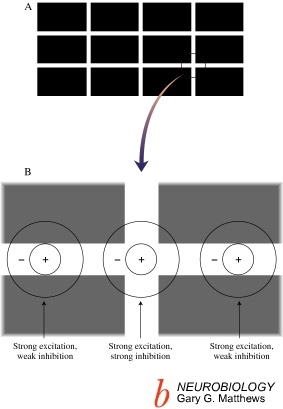 A
B
– + – + – +
Strong excitation, Strong excitation, Strong excitation,
weak inhibition strong inhibition weak inhibition
b NEUROBIOLOGY
Gary G. Matthews